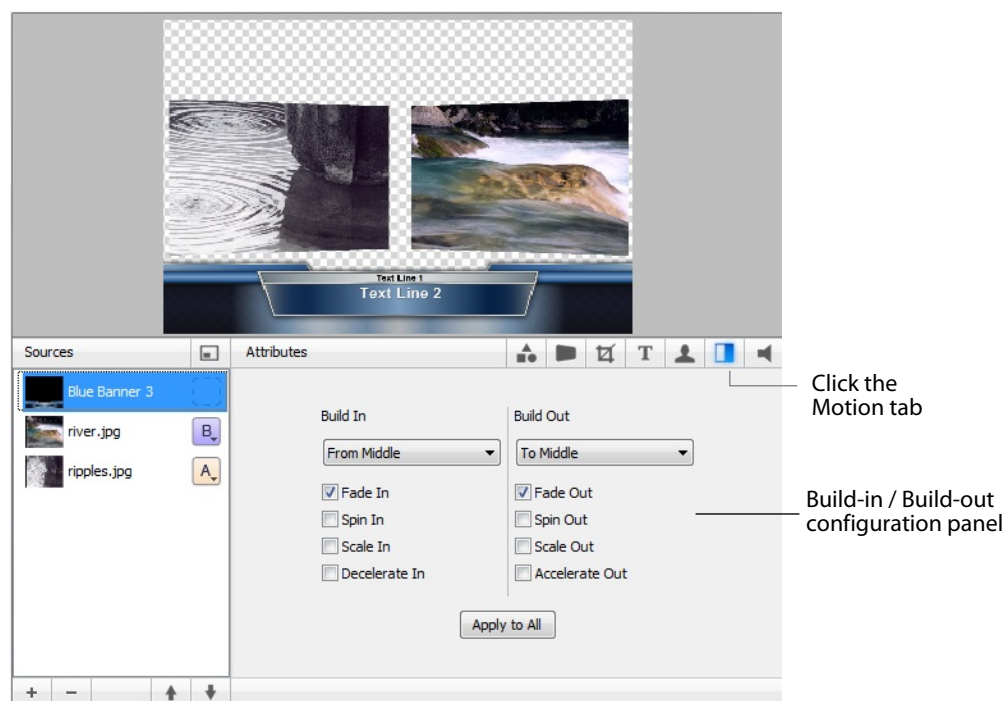 Text Line 1
Text Line 2
Sources
Attributes
T
Click the
Motion tab
Blue Banner 3
river.jpg
B
ripples.jpg
A
Build In
Build Out
From Middle
To Middle
Fade In
Fade Out
Spin In
Spin Out
Scale In
Scale Out
Decelerate In
Accelerate Out
Build-in / Build-out
configuration panel
Apply to All
+ −